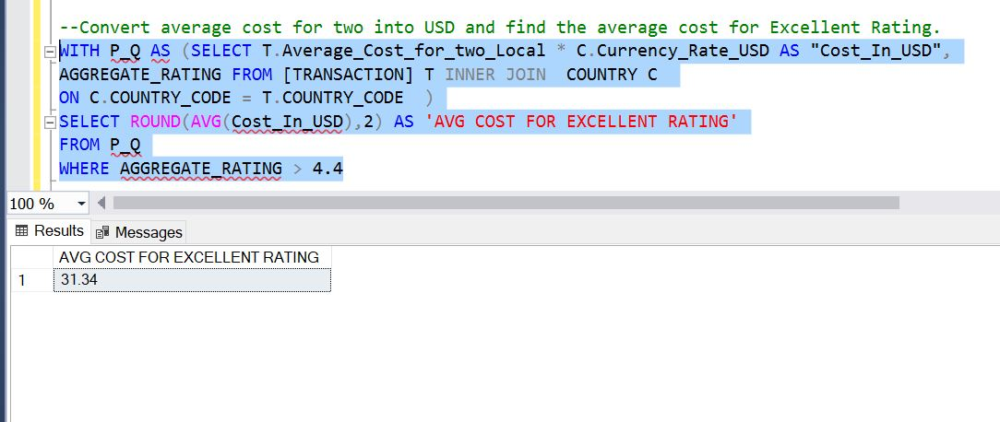 --Convert average cost for two into USD and find the average cost for Excellent Rating.
WITH P_Q AS (SELECT T.Average_Cost_for_two_Local * C.Currency_Rate_USD AS "Cost_In_USD",
AGGREGATE_RATING FROM [TRANSACTION] T INNER JOIN  COUNTRY C
ON C.COUNTRY_CODE = T.COUNTRY_CODE  )
SELECT ROUND(AVG(Cost_In_USD),2) AS 'AVG COST FOR EXCELLENT RATING'
FROM P_Q
WHERE AGGREGATE_RATING > 4.4
100 %
Results Messages
AVG COST FOR EXCELLENT RATING
1 31.34